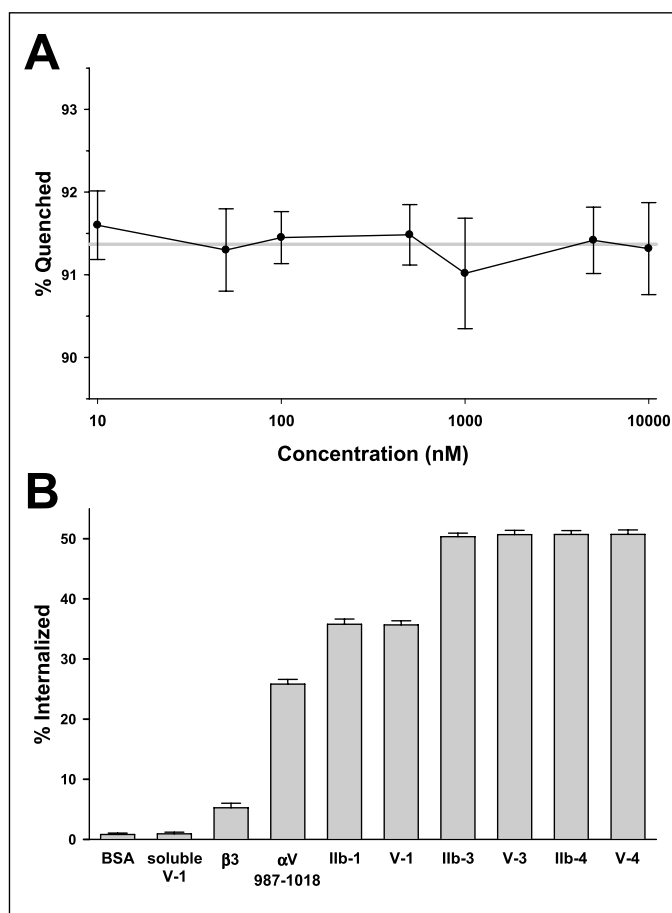 A
93
92
91
90
% Quenched
10 100 1000 10000
Concentration (nM)
B
50
40
30
20
10
0
% Internalized
BSA soluble β3 αV IIb-1 V-1 IIb-3 V-3 IIb-4 V-4
V-1 987-1018